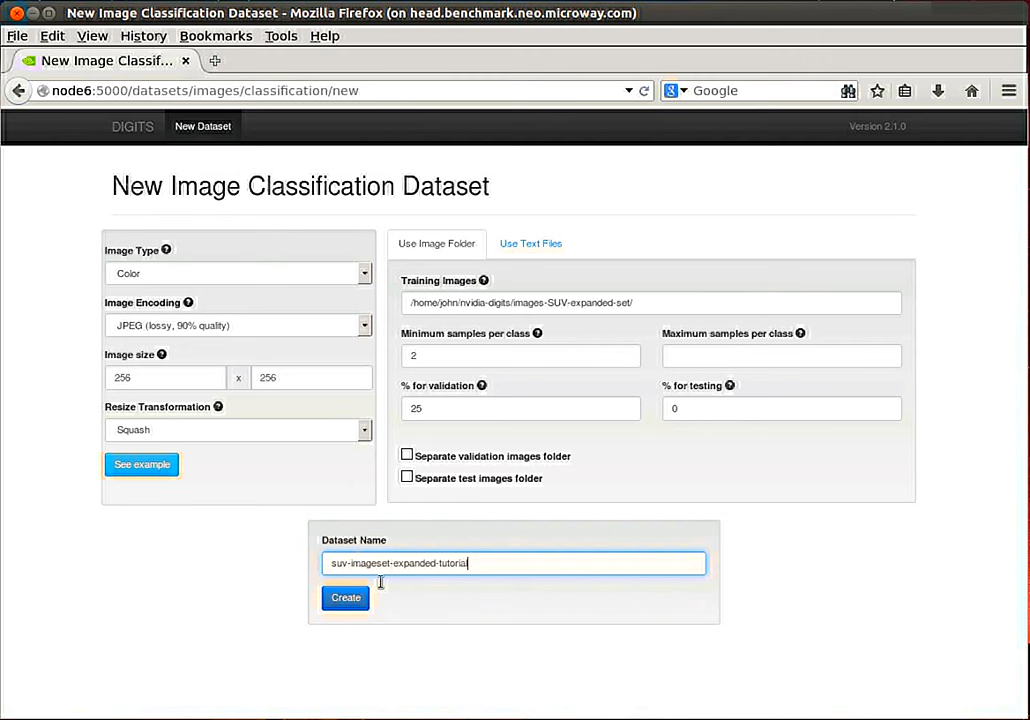 New Image Classification Dataset - Mozilla Firefox (on head.benchmark.neo.microway.com)
File Edit View History Bookmarks Tools Help
New Image Classif...
node6:5000/datasets/images/classification/new
Google
DIGITS New Dataset Version 2.1.0
New Image Classification Dataset
Image Type
Color
Image Encoding
JPEG (lossy, 90% quality)
Image size
256 x 256
Resize Transformation
Squash
See example
Use Image Folder Use Text Files
Training Images
/home/john/nvidia-digits/images-SUV-expanded-set/
Minimum samples per class Maximum samples per class
2
% for validation % for testing
25 0
Separate validation images folder
Separate test images folder
Dataset Name
suv-imageset-expanded-tutorial
Create